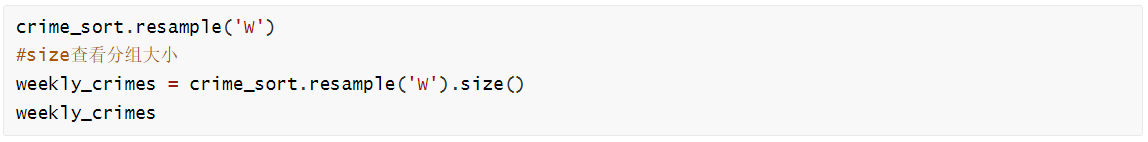 crime_sort.resample('W')
#size查看分组大小
weekly_crimes = crime_sort.resample('W').size()
weekly_crimes